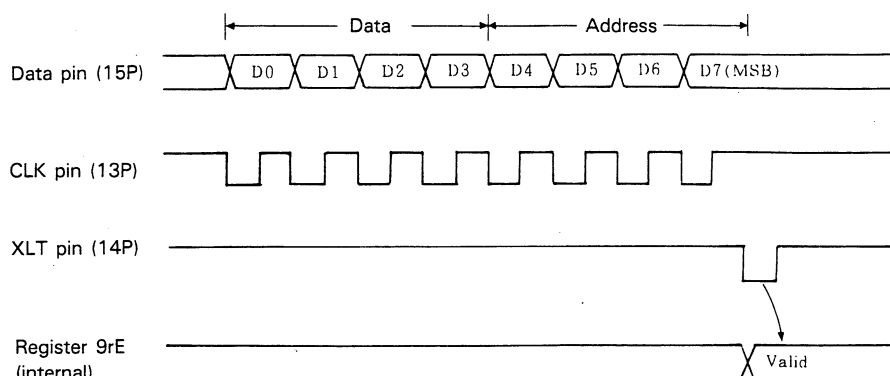 Data Address
Data pin (15P) D0 D1 D2 D3 D4 D5 D6 D7(MSB)
CLK pin (13P)
XLT pin (14P)
Register 9rE Valid
(internal)